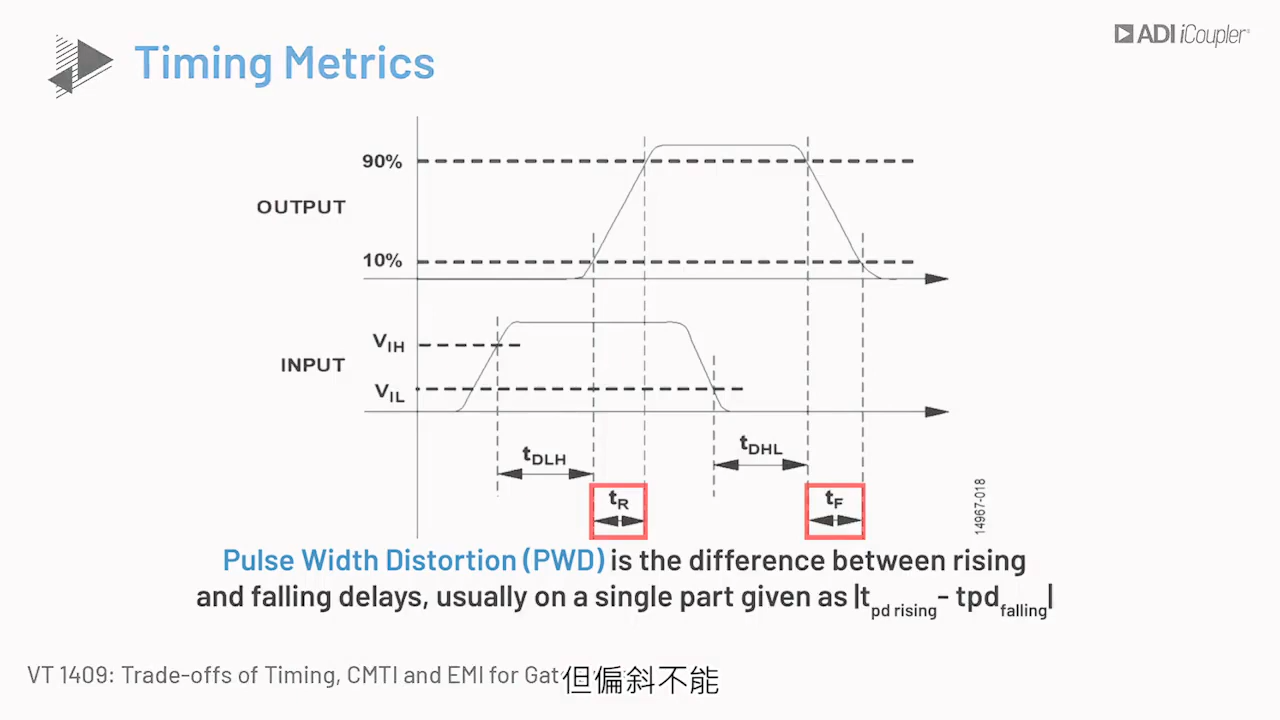 Timing Metrics
ADI iCoupler®
90%
OUTPUT
10%
VIH
INPUT
VIL
tDLH
tDHL
tR
tF
14967-018
Pulse Width Distortion (PWD) is the difference between rising
and falling delays, usually on a single part given as |tpd rising- tpdfalling|
VT 1409: Trade-offs of Timing, CMTI and EMI for
但偏斜不能